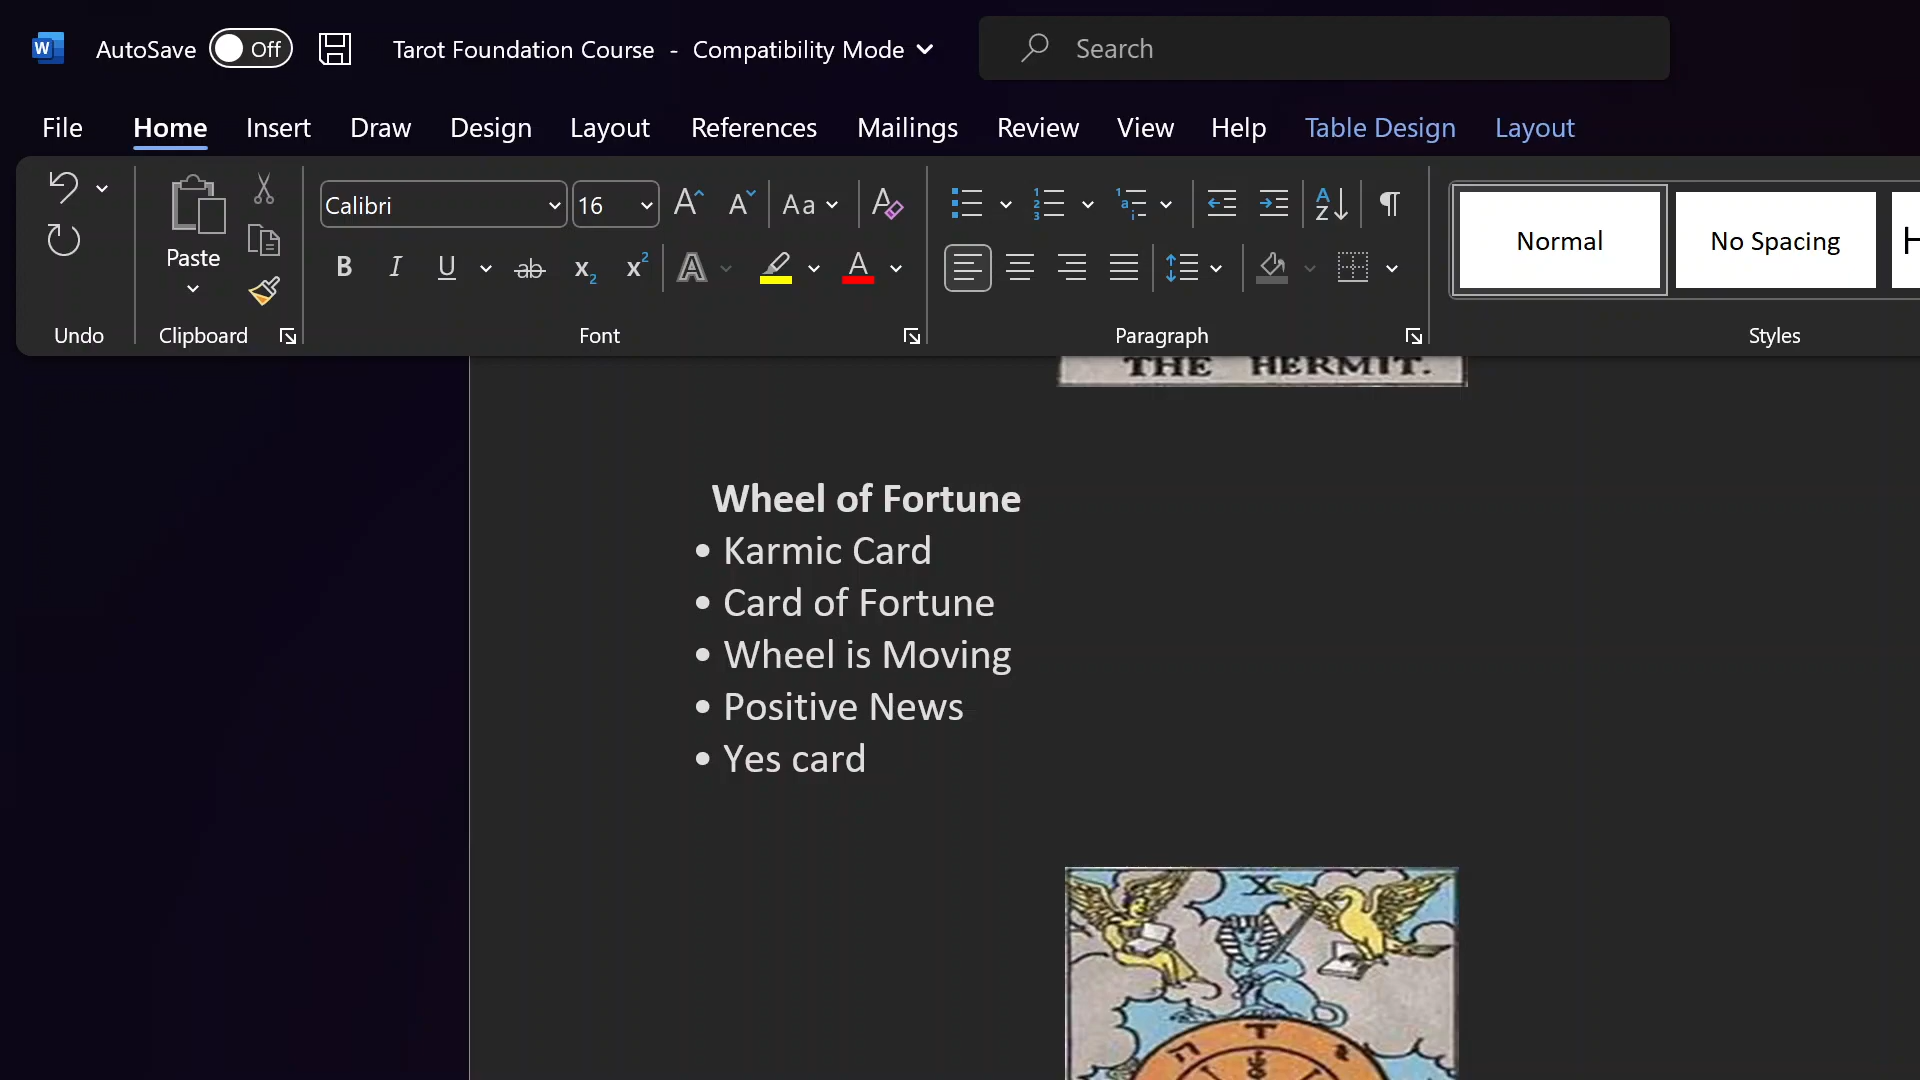 AutoSave Off Tarot Foundation Course - Compatibility Mode Search
File Home Insert Draw Design Layout References Mailings Review View Help Table Design Layout
Paste
Calibri 16
Normal No Spacing H
Undo Clipboard Font Paragraph Styles
THE HERMIT.
Wheel of Fortune
• Karmic Card
• Card of Fortune
• Wheel is Moving
• Positive News
• Yes card
X
T